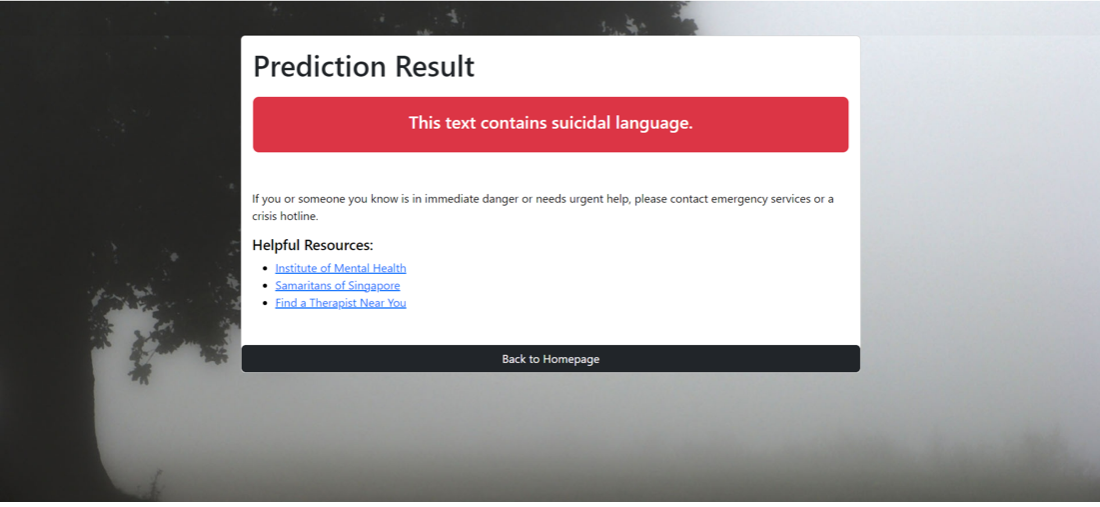 Prediction Result
This text contains suicidal language.
If you or someone you know is in immediate danger or needs urgent help, please contact emergency services or a
crisis hotline.
Helpful Resources:
Institute of Mental Health
Samaritans of Singapore
Find a Therapist Near You
Back to Homepage